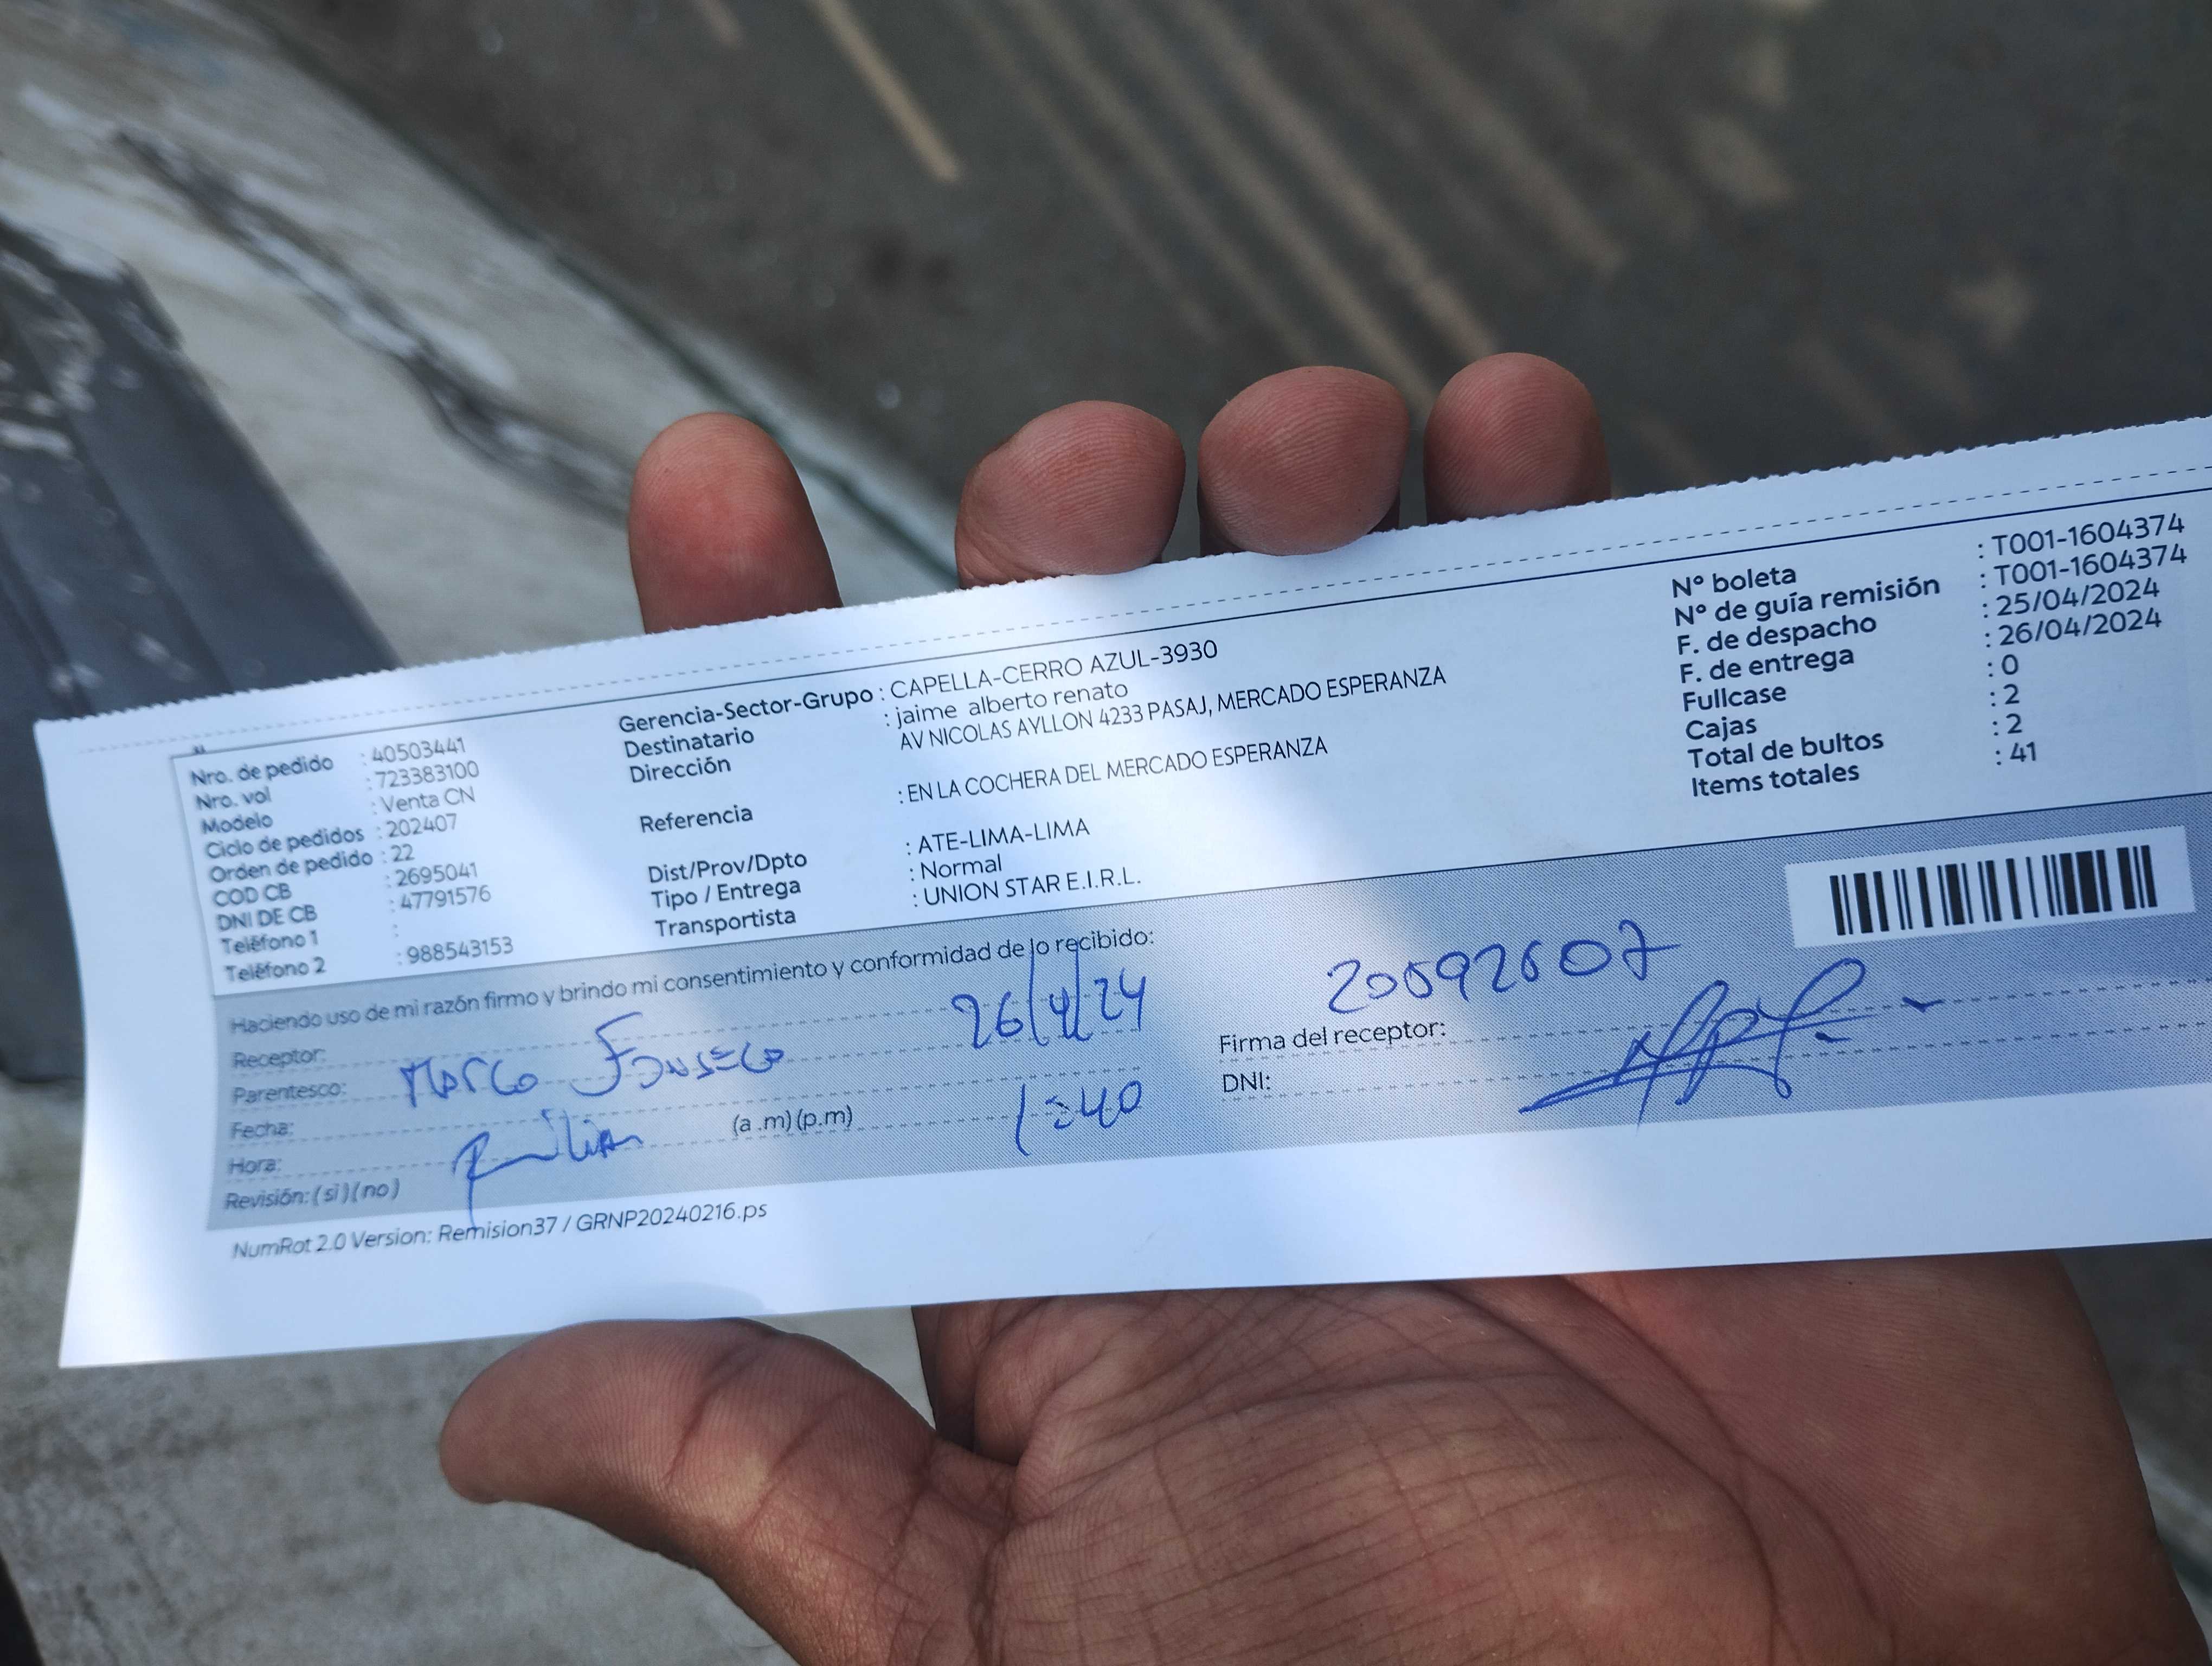 Nro. de pedido : 40503441
Nro. vol : 723383100
Modelo : Venta CN
Ciclo de pedidos : 202407
Orden de pedido : 22
COD CB : 2695041
DNI DE CB : 47791576
Teléfono 1 :
Teléfono 2 : 988543153
Gerencia-Sector-Grupo : CAPELLA-CERRO AZUL-3930
Destinatario : jaime alberto renato
Dirección AV NICOLAS AYLLON 4233 PASAJ, MERCADO ESPERANZA
Referencia : EN LA COCHERA DEL MERCADO ESPERANZA
Dist/Prov/Dpto : ATE-LIMA-LIMA
Tipo / Entrega : Normal
Transportista : UNION STAR E.I.R.L.
N° boleta : T001-1604374
N° de guía remisión : T001-1604374
F. de despacho : 25/04/2024
F. de entrega : 26/04/2024
Fullcase : 0
Cajas : 2
Total de bultos : 2
Items totales : 41
Haciendo uso de mi razón firmo y brindo mi consentimiento y conformidad de lo recibido:
Receptor:
Parentesco: Marco Fonseca 26/4/24
Fecha:
Hora: (a.m)(p.m) 1:40
Revisión: (si)(no)
Firma del receptor:
DNI:
NumRot 2.0 Version: Remision37 / GRNP20240216.ps